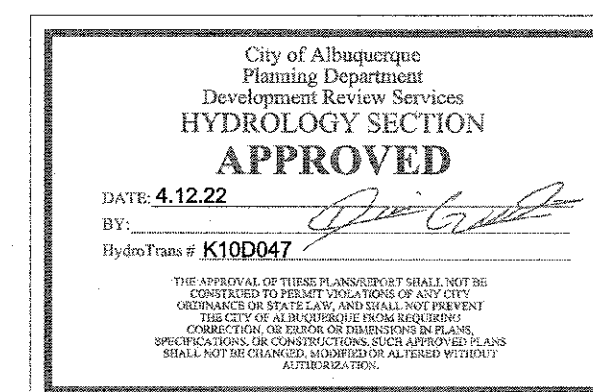 City of Albuquerque
Planning Department
Development Review Services
HYDROLOGY SECTION
APPROVED
DATE: 4.12.22
BY:
HydroTrans # K10D047
THE APPROVAL OF THESE PLANS/REPORT SHALL NOT BE
CONSTRUED TO PERMIT VIOLATIONS OF ANY CITY
ORDINANCE OR STATE LAW, AND SHALL NOT PREVENT
THE CITY OF ALBUQUERQUE FROM REQUIRING
CORRECTION, OR ERROR OR DIMENSIONS IN PLANS,
SPECIFICATIONS, OR CONSTRUCTIONS. SUCH APPROVED PLANS
SHALL NOT BE CHANGED, MODIFIED OR ALTERED WITHOUT
AUTHORIZATION.